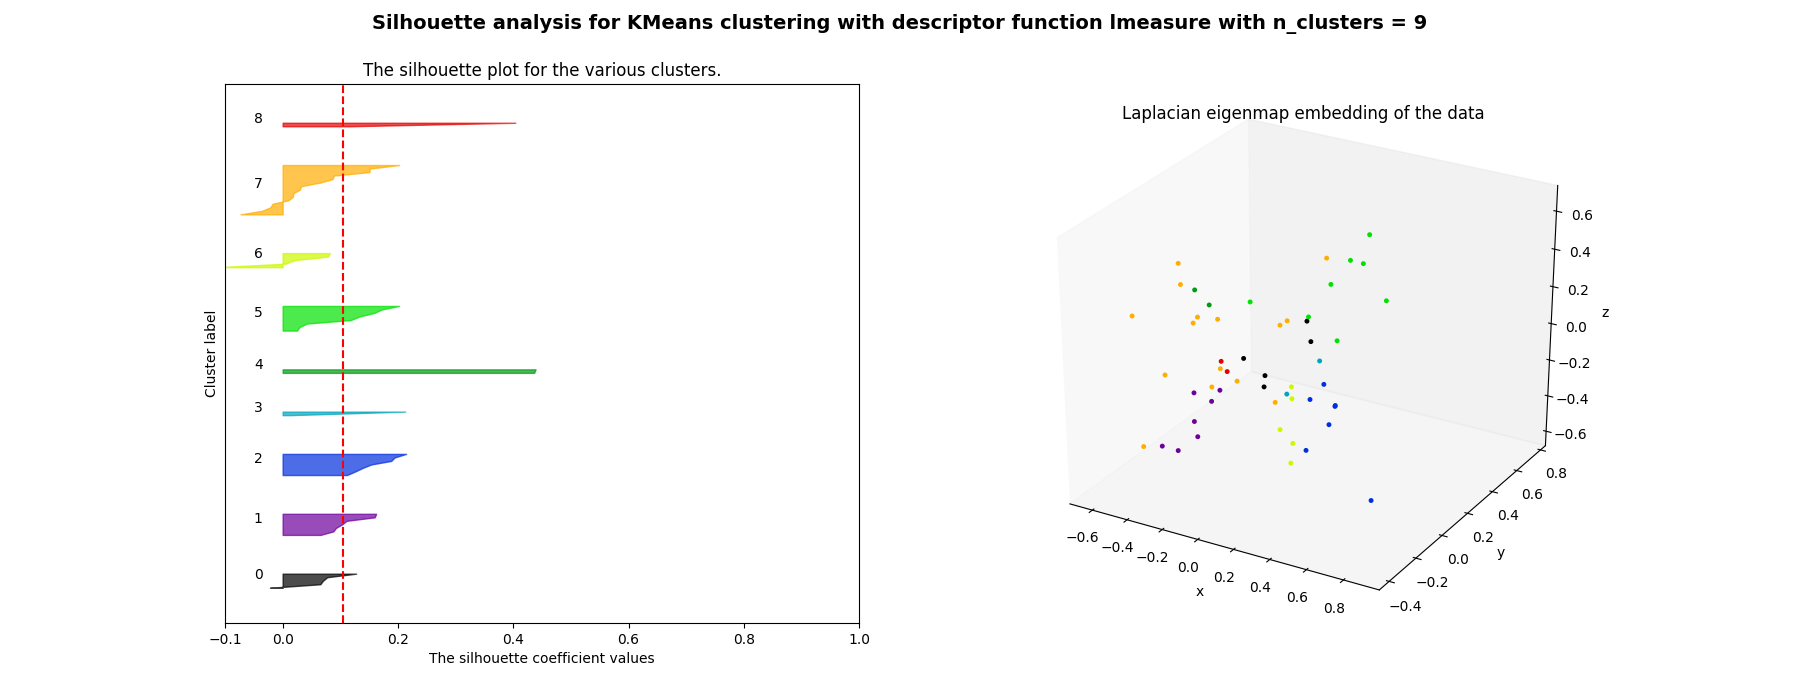 Silhouette analysis for KMeans clustering with descriptor function lmeasure with n_clusters = 9
The silhouette plot for the various clusters.
8
7
6
5
4
3
2
1
0
Cluster label
−0.1 0.0 0.2 0.4 0.6 0.8 1.0
The silhouette coefficient values
Laplacian eigenmap embedding of the data
0.6
0.4
0.2
0.0
−0.2
−0.4
−0.6
z
0.8
0.6
0.4
0.2
0.0
−0.2
−0.4
y
−0.6 −0.4 −0.2 0.0 0.2 0.4 0.6 0.8
x